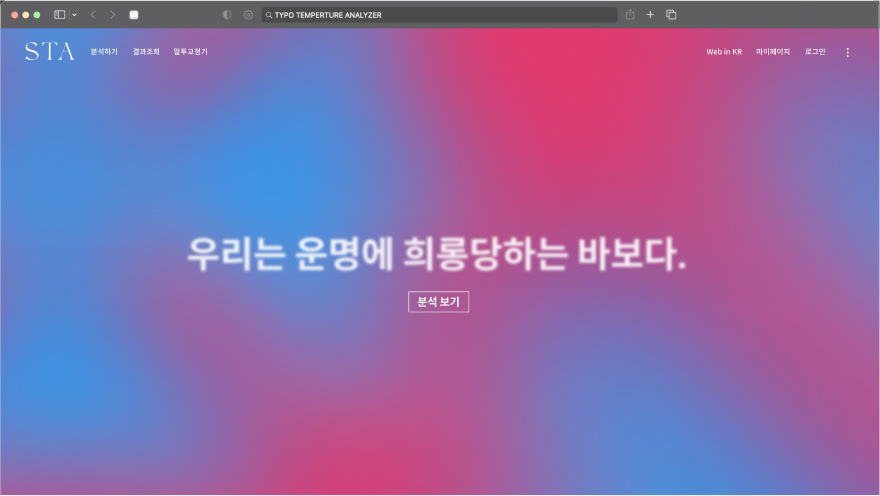 TYPO TEMPERTURE ANALYZER
STA 분석하기 결과조회 말투교정기 Web in KR 마이페이지 로그인
우리는 운명에 희롱당하는 바보다.
분석 보기